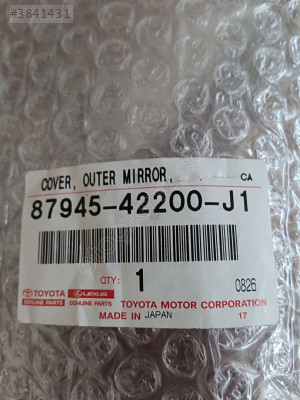 #3841431
COVER, OUTER MIRROR, CA
87945-42200-J1
QTY: 1
0826
TOYOTA LEXUS
GENUINE PARTS GENUINE PARTS
TOYOTA MOTOR CORPORATION
MADE IN JAPAN 17